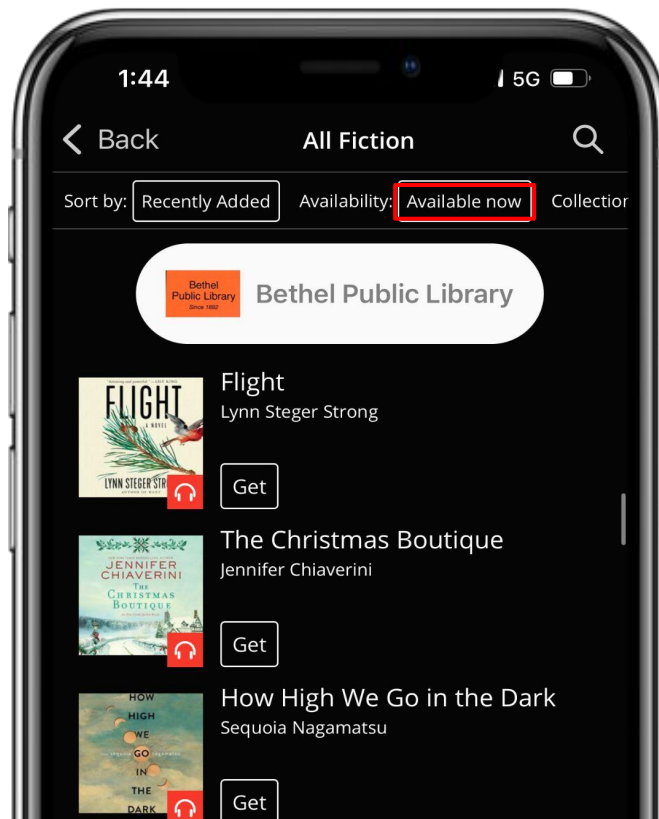 1:44
5G
Back
All Fiction
Sort by: Recently Added Availability: Available now Collection
Bethel
Public Library
Since 1882
Bethel Public Library
FLIGHT
A NOVEL
LYNN STEGER STR
Flight
Lynn Steger Strong
Get
JENNIFER
CHIAVERINI
THE
CHRISTMAS
BOUTIQUE
The Christmas Boutique
Jennifer Chiaverini
Get
HOW
HIGH
WE
GO
IN
THE
DARK
How High We Go in the Dark
Sequoia Nagamatsu
Get